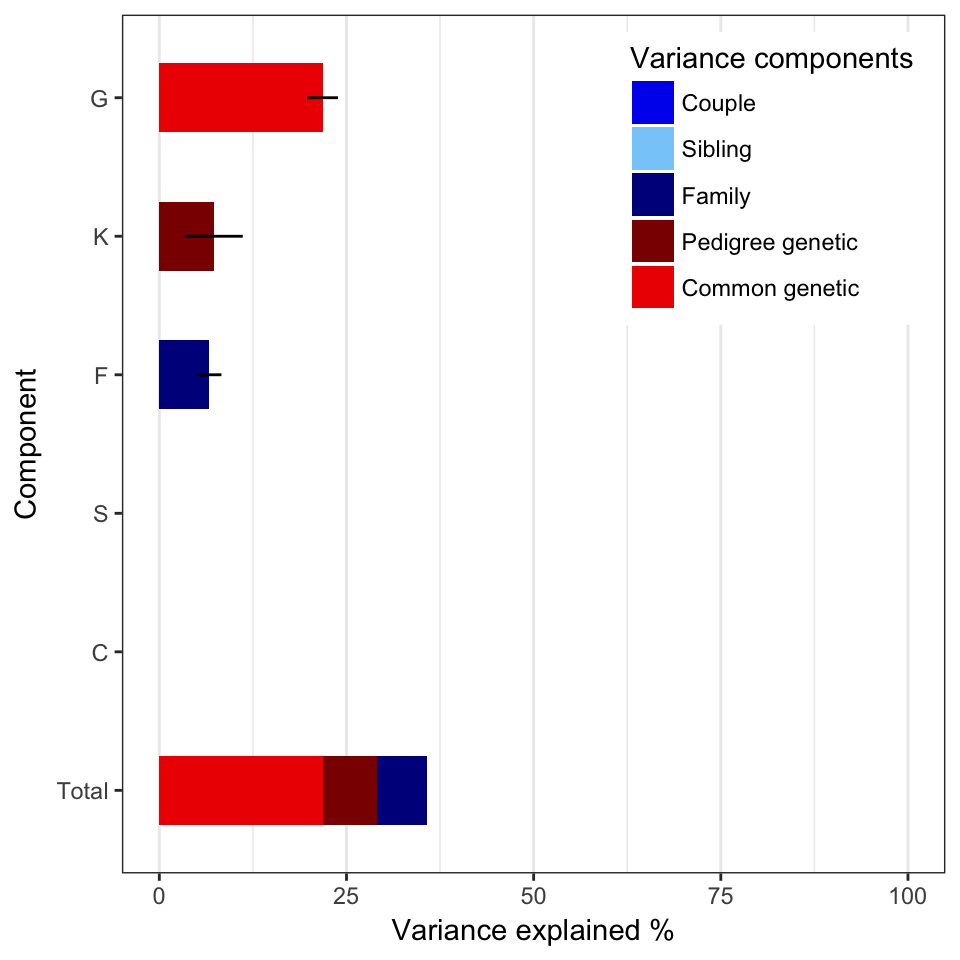 Variance components
Couple
Sibling
Family
Pedigree genetic
Common genetic
Component
G
K
F
S
C
Total
0 25 50 75 100
Variance explained %